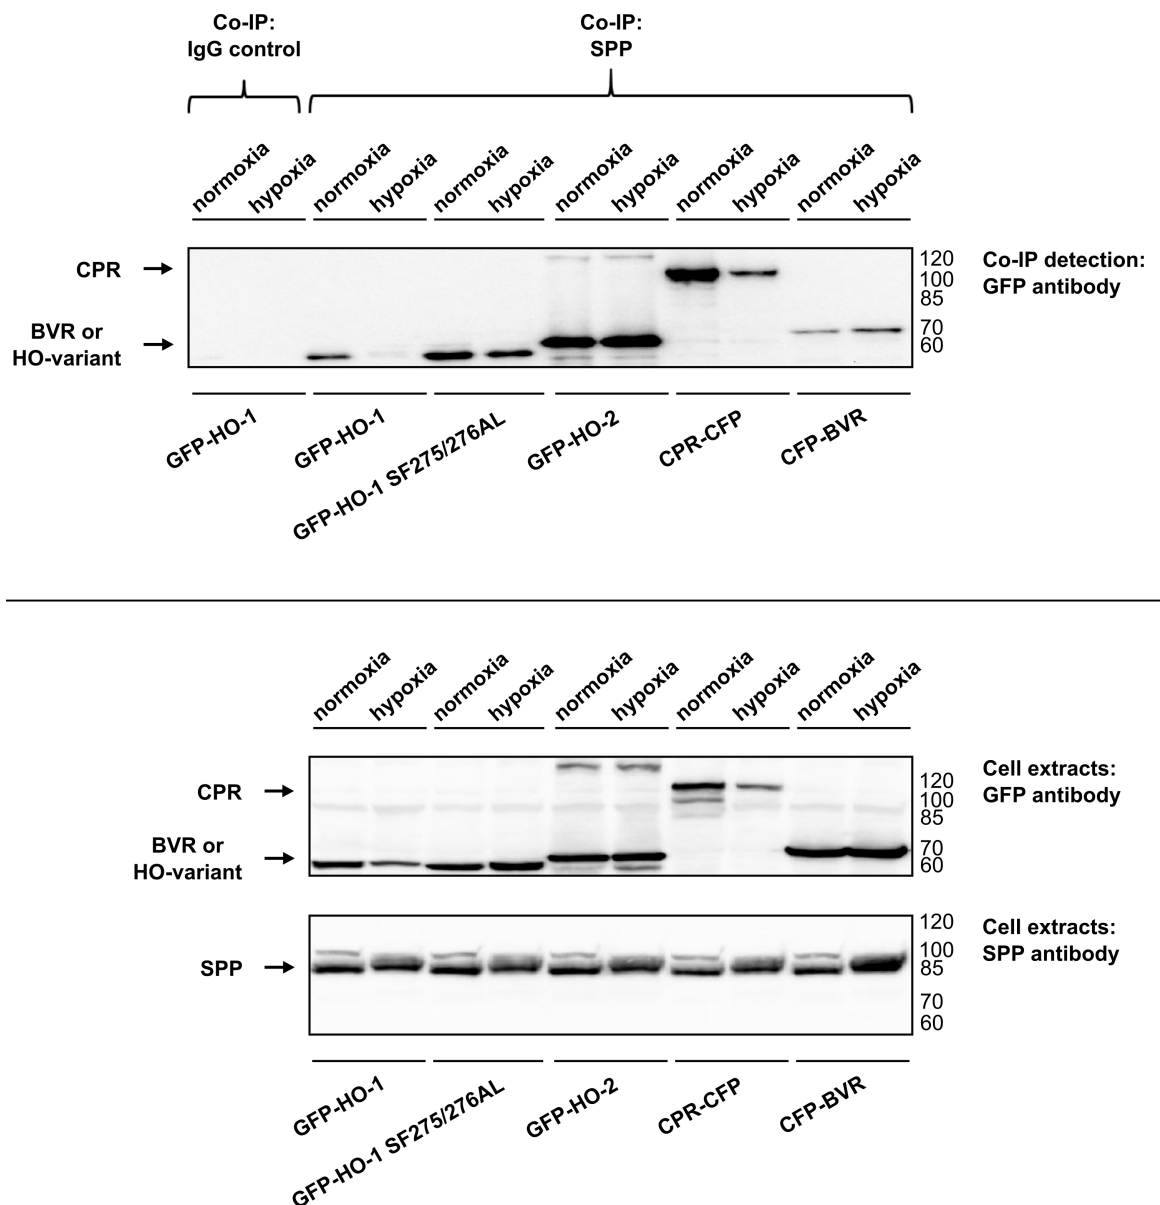 Co-IP:
IgG control
Co-IP:
SPP
normoxia
hypoxia
normoxia
hypoxia
normoxia
hypoxia
normoxia
hypoxia
normoxia
hypoxia
normoxia
hypoxia
CPR
BVR or
HO-variant
120
100
85
70
60
Co-IP detection:
GFP antibody
GFP-HO-1
GFP-HO-1
GFP-HO-1 SF275/276AL
GFP-HO-2
CPR-CFP
CFP-BVR
normoxia
hypoxia
normoxia
hypoxia
normoxia
hypoxia
normoxia
hypoxia
normoxia
hypoxia
CPR
BVR or
HO-variant
120
100
85
70
60
Cell extracts:
GFP antibody
SPP
120
100
85
70
60
Cell extracts:
SPP antibody
GFP-HO-1
GFP-HO-1 SF275/276AL
GFP-HO-2
CPR-CFP
CFP-BVR